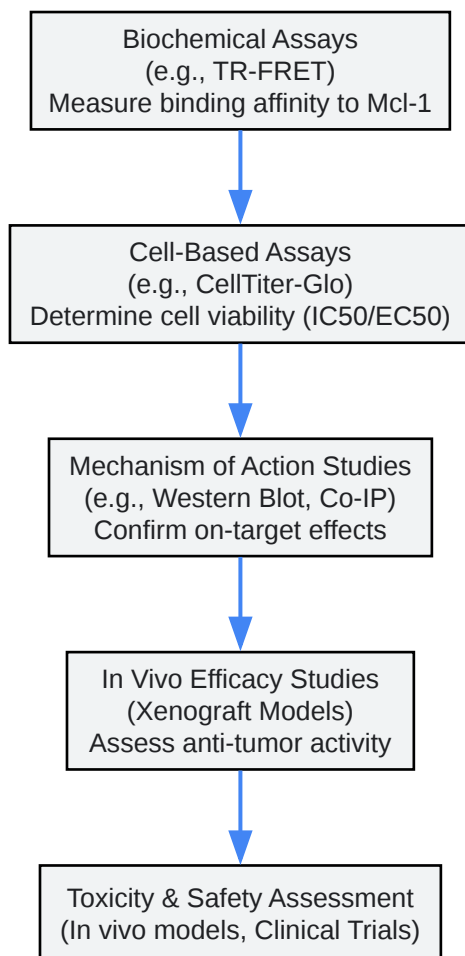 Biochemical Assays
(e.g., TR-FRET)
Measure binding affinity to Mcl-1
Cell-Based Assays
(e.g., CellTiter-Glo)
Determine cell viability (IC50/EC50)
Mechanism of Action Studies
(e.g., Western Blot, Co-IP)
Confirm on-target effects
In Vivo Efficacy Studies
(Xenograft Models)
Assess anti-tumor activity
Toxicity & Safety Assessment
(In vivo models, Clinical Trials)